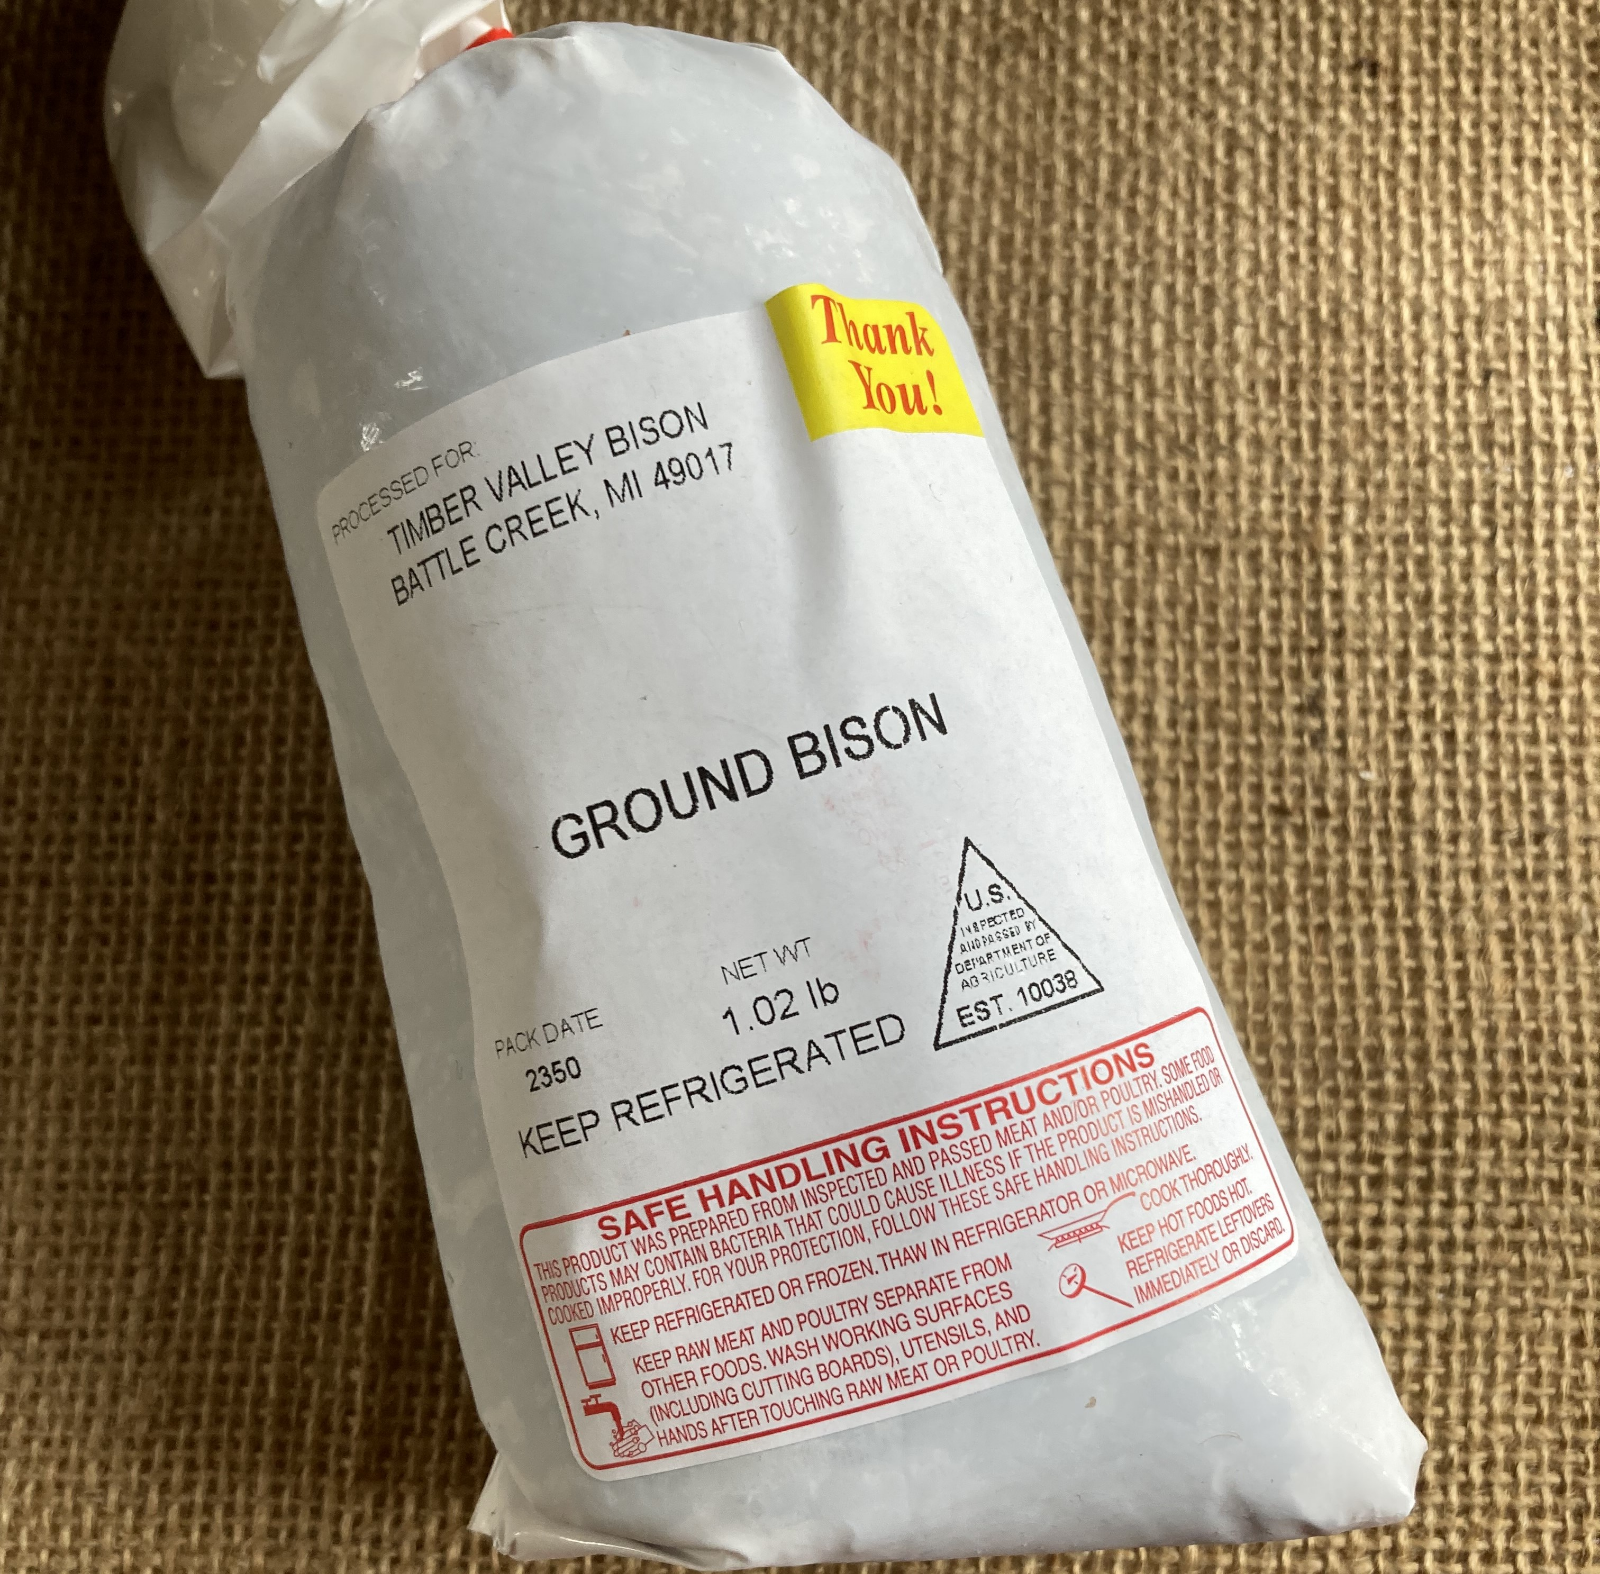 Thank
You!
PROCESSED FOR:
TIMBER VALLEY BISON
BATTLE CREEK, MI 49017
GROUND BISON
NET WT
1.02 lb
PACK DATE
2350
KEEP REFRIGERATED
U.S.
INSPECTED
AND PASSED BY
DEPARTMENT OF
AGRICULTURE
EST. 10038
SAFE HANDLING INSTRUCTIONS
THIS PRODUCT WAS PREPARED FROM INSPECTED AND PASSED MEAT AND/OR POULTRY. SOME FOOD
PRODUCTS MAY CONTAIN BACTERIA THAT COULD CAUSE ILLNESS IF THE PRODUCT IS MISHANDLED OR
COOKED IMPROPERLY. FOR YOUR PROTECTION, FOLLOW THESE SAFE HANDLING INSTRUCTIONS.
KEEP REFRIGERATED OR FROZEN. THAW IN REFRIGERATOR OR MICROWAVE.
KEEP RAW MEAT AND POULTRY SEPARATE FROM
OTHER FOODS. WASH WORKING SURFACES
(INCLUDING CUTTING BOARDS), UTENSILS, AND
HANDS AFTER TOUCHING RAW MEAT OR POULTRY.
COOK THOROUGHLY.
KEEP HOT FOODS HOT.
REFRIGERATE LEFTOVERS
IMMEDIATELY OR DISCARD.